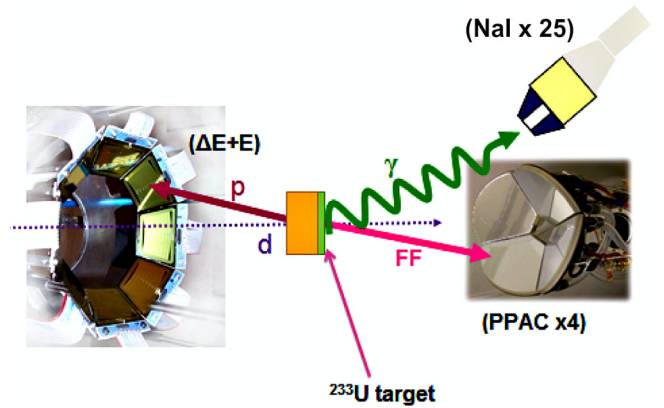 (NaI x 25)
(ΔE+E)
γ
p
d
FF
(PPAC x4)
²³³U target